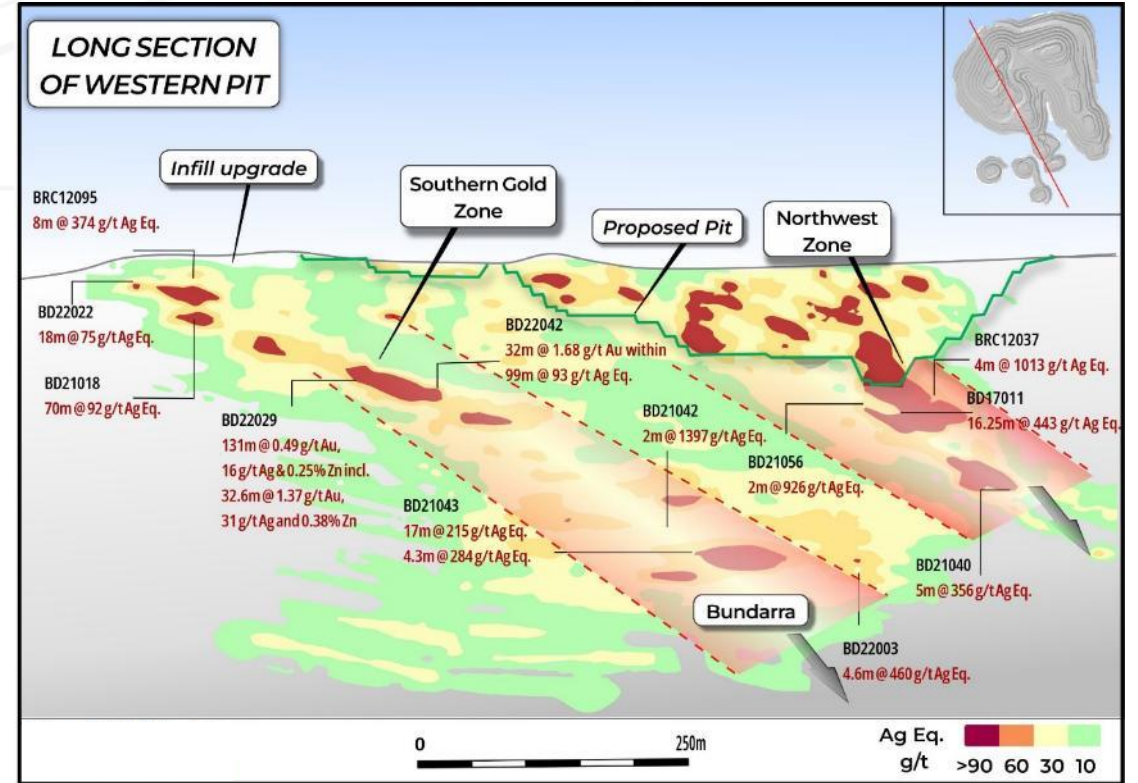 LONG SECTION
OF WESTERN PIT
Infill upgrade
BRC12095
8m @ 374 g/t Ag Eq.
Southern Gold
Zone
Proposed Pit
Northwest
Zone
BD22022
18m @ 75 g/t Ag Eq.
BD21018
70m @ 92 g/t Ag Eq.
BD22042
32m @ 1.68 g/t Au within
99m @ 93 g/t Ag Eq.
BRC12037
4m @ 1013 g/t Ag Eq.
BD17011
16.25m @ 443 g/t Ag Eq.
BD22029
131m @ 0.49 g/t Au,
16 g/t Ag & 0.25% Zn incl.
32.6m @ 1.37 g/t Au,
31 g/t Ag and 0.38% Zn
BD21042
2m @ 1397 g/t Ag Eq.
BD21056
2m @ 926 g/t Ag Eq.
BD21043
17m @ 215 g/t Ag Eq.
4.3m @ 284 g/t Ag Eq.
BD21040
5m @ 356 g/t Ag Eq.
Bundarra
BD22003
4.6m @ 460 g/t Ag Eq.
0 250m
Ag Eq.
g/t >90 60 30 10